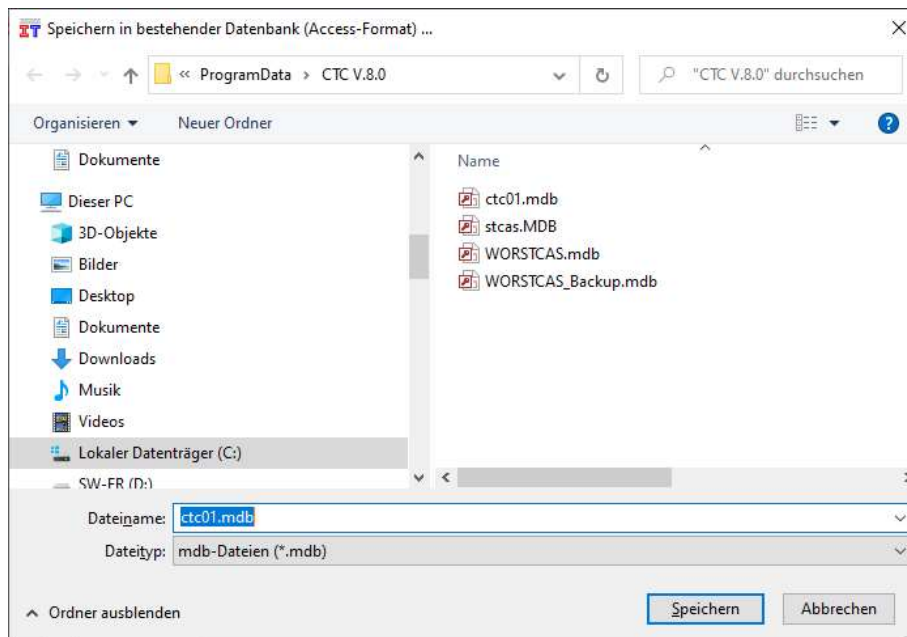 IT Speichern in bestehender Datenbank (Access-Format) ...
« ProgramData > CTC V.8.0
"CTC V.8.0" durchsuchen
Organisieren Neuer Ordner
?
Dokumente
Dieser PC
3D-Objekte
Bilder
Desktop
Dokumente
Downloads
Musik
Videos
Lokaler Datenträger (C:)
SW-FR (D:)
Name
ctc01.mdb
stcas.MDB
WORSTCAS.mdb
WORSTCAS_Backup.mdb
Dateiname: ctc01.mdb
Dateityp: mdb-Dateien (*.mdb)
Ordner ausblenden
Speichern
Abbrechen